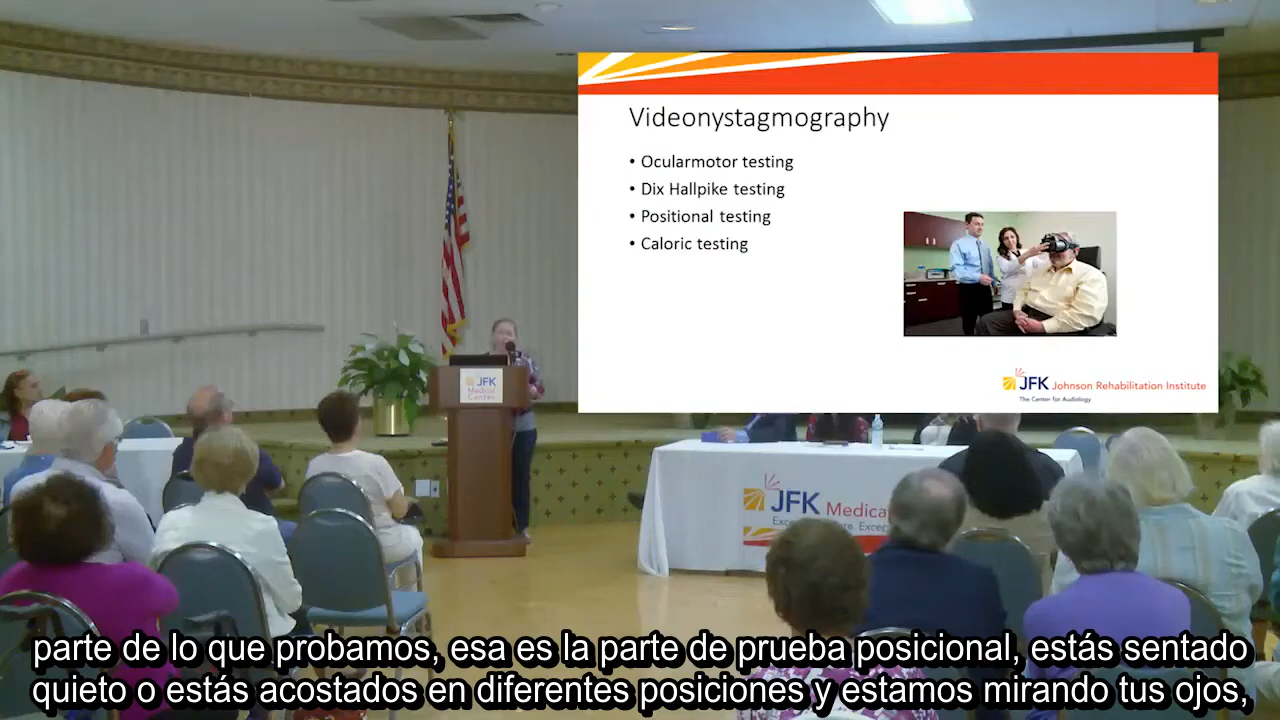 Videonystagmography
• Ocularmotor testing
• Dix Hallpike testing
• Positional testing
• Caloric testing
JFK Johnson Rehabilitation Institute
The Center for Audiology
JFK
Medical
Center
JFK Medica
parte de lo que probamos, esa es la parte de prueba posicional, estás sentado
quieto o estás acostados en diferentes posiciones y estamos mirando tus ojos,